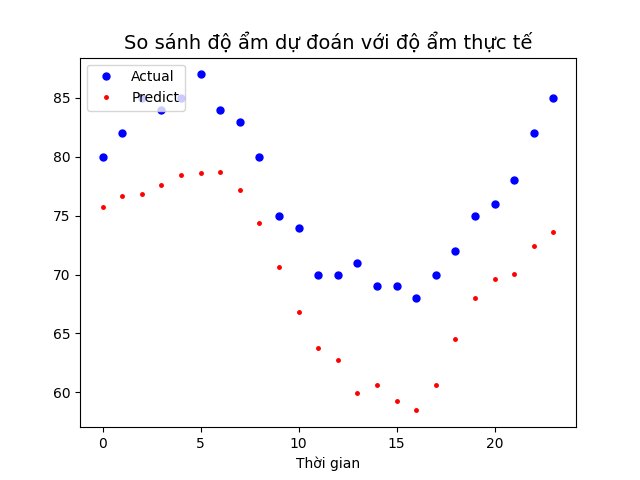 So sánh độ ẩm dự đoán với độ ẩm thực tế
Actual
Predict
85
80
75
70
65
60
0 5 10 15 20
Thời gian